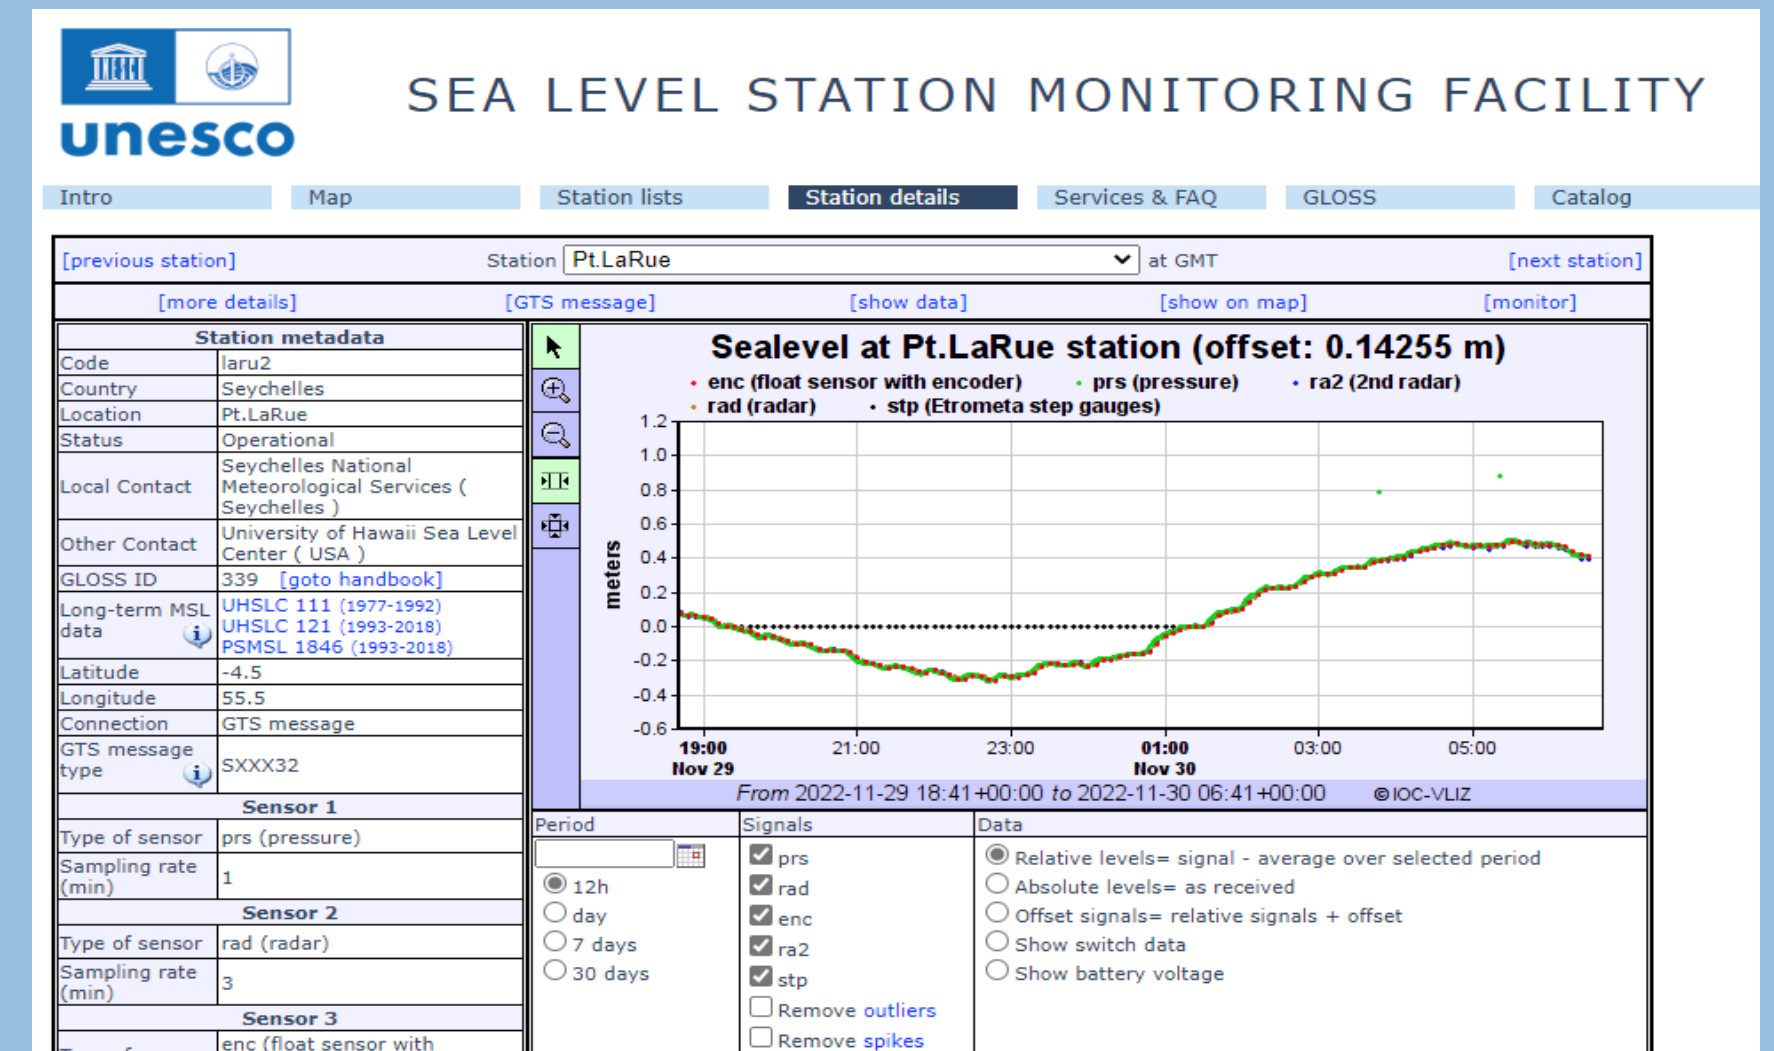 unesco
SEA LEVEL STATION MONITORING FACILITY
Intro Map Station lists Station details Services & FAQ GLOSS Catalog
[previous station] Station Pt.LaRue at GMT [next station]
[more details] [GTS message] [show data] [show on map] [monitor]
Station metadata
Code laru2
Country Seychelles
Location Pt.LaRue
Status Operational
Local Contact Seychelles National
Meteorological Services (
Seychelles )
Other Contact University of Hawaii Sea Level
Center ( USA )
GLOSS ID 339 [goto handbook]
Long-term MSL
data
UHSLC 111 (1977-1992)
UHSLC 121 (1993-2018)
PSMSL 1846 (1993-2018)
Latitude -4.5
Longitude 55.5
Connection GTS message
GTS message
type
SXXX32
Sensor 1
Type of sensor prs (pressure)
Sampling rate
(min)
1
Sensor 2
Type of sensor rad (radar)
Sampling rate
(min)
3
Sensor 3
enc (float sensor with
Sealevel at Pt.LaRue station (offset: 0.14255 m)
enc (float sensor with encoder) prs (pressure) ra2 (2nd radar)
rad (radar) stp (Etrometa step gauges)
meters
1.2
1.0
0.8
0.6
0.4
0.2
0.0
-0.2
-0.4
-0.6
19:00 21:00 23:00 01:00 03:00 05:00
Nov 29 Nov 30
From 2022-11-29 18:41+00:00 to 2022-11-30 06:41+00:00 ©IOC-VLIZ
Period
12h
day
7 days
30 days
Signals
prs
rad
enc
ra2
stp
Remove outliers
Remove spikes
Data
Relative levels= signal - average over selected period
Absolute levels= as received
Offset signals= relative signals + offset
Show switch data
Show battery voltage